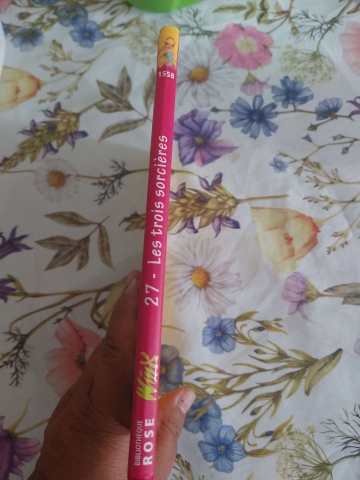 1558
27 - Les trois sorcières
Winx
BIBLIOTHÈQUE
ROSE